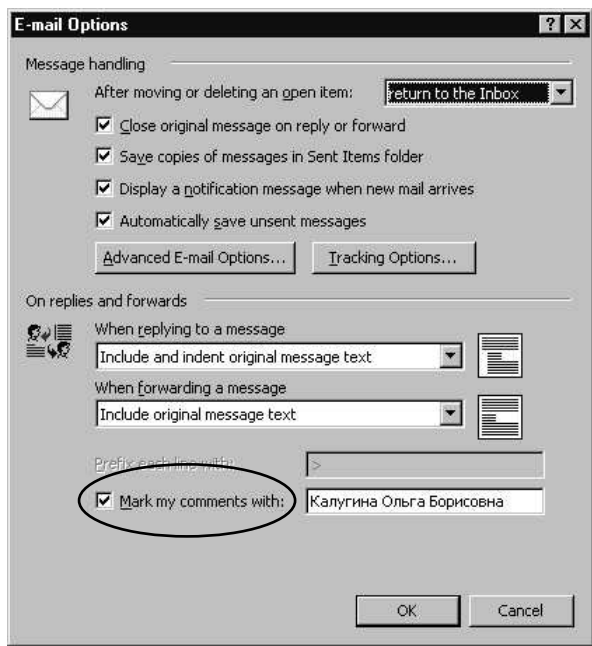 E-mail Options
Message handling
After moving or deleting an open item: return to the Inbox
Close original message on reply or forward
Save copies of messages in Sent Items folder
Display a notification message when new mail arrives
Automatically save unsent messages
Advanced E-mail Options... Tracking Options...
On replies and forwards
When replying to a message
Include and indent original message text
When forwarding a message
Include original message text
Prefix each line with: >
Mark my comments with: Калугина Ольга Борисовна
OK Cancel